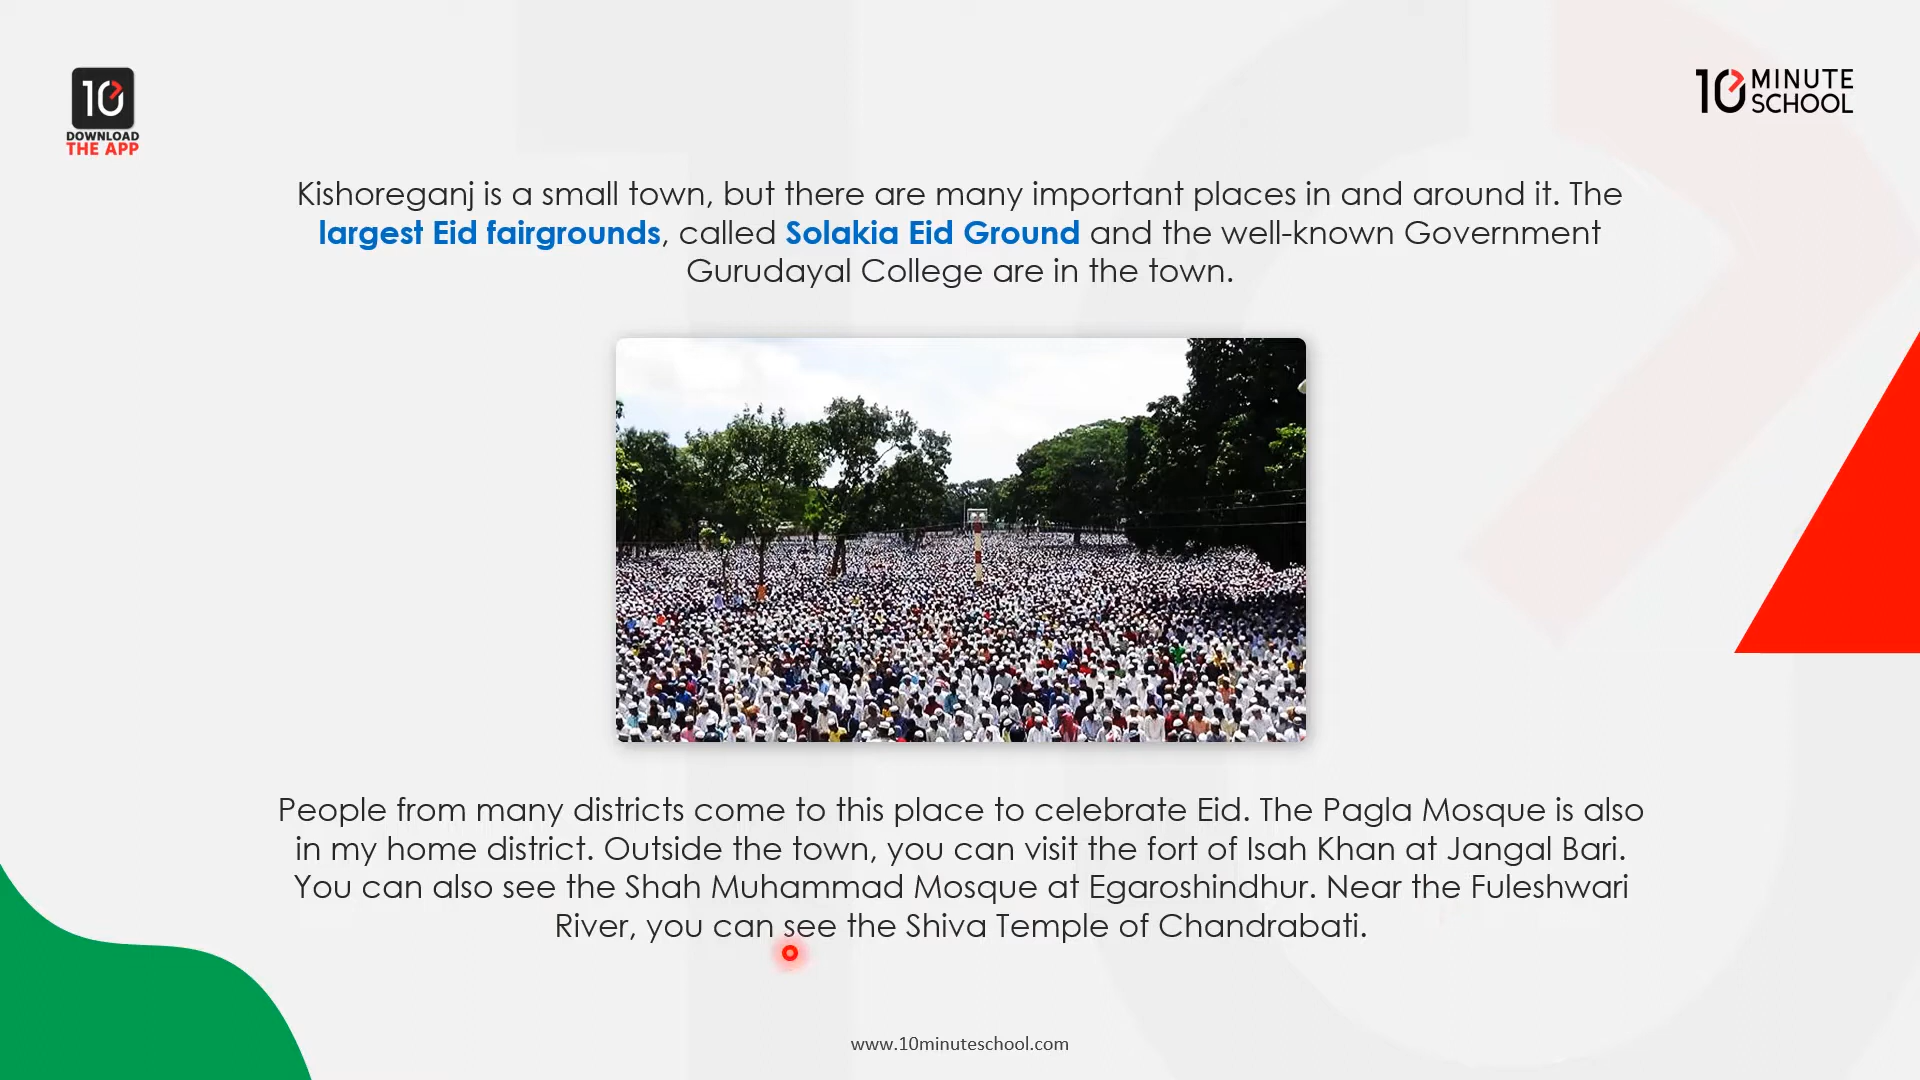 10
DOWNLOAD
THE APP
10 MINUTE
SCHOOL
Kishoreganj is a small town, but there are many important places in and around it. The
largest Eid fairgrounds, called Solakia Eid Ground and the well-known Government
Gurudayal College are in the town.
People from many districts come to this place to celebrate Eid. The Pagla Mosque is also
in my home district. Outside the town, you can visit the fort of Isah Khan at Jangal Bari.
You can also see the Shah Muhammad Mosque at Egaroshindhur. Near the Fuleshwari
River, you can see the Shiva Temple of Chandrabati.
www.10minuteschool.com